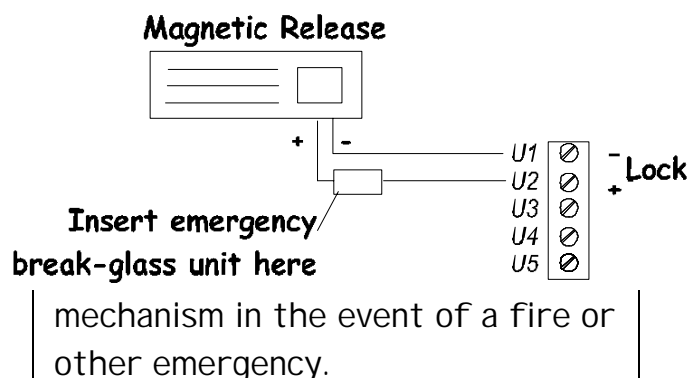 Magnetic Release
+ -
U1 -
Lock
U2 +
U3
U4
U5
Insert emergency
break-glass unit here
mechanism in the event of a fire or
other emergency.